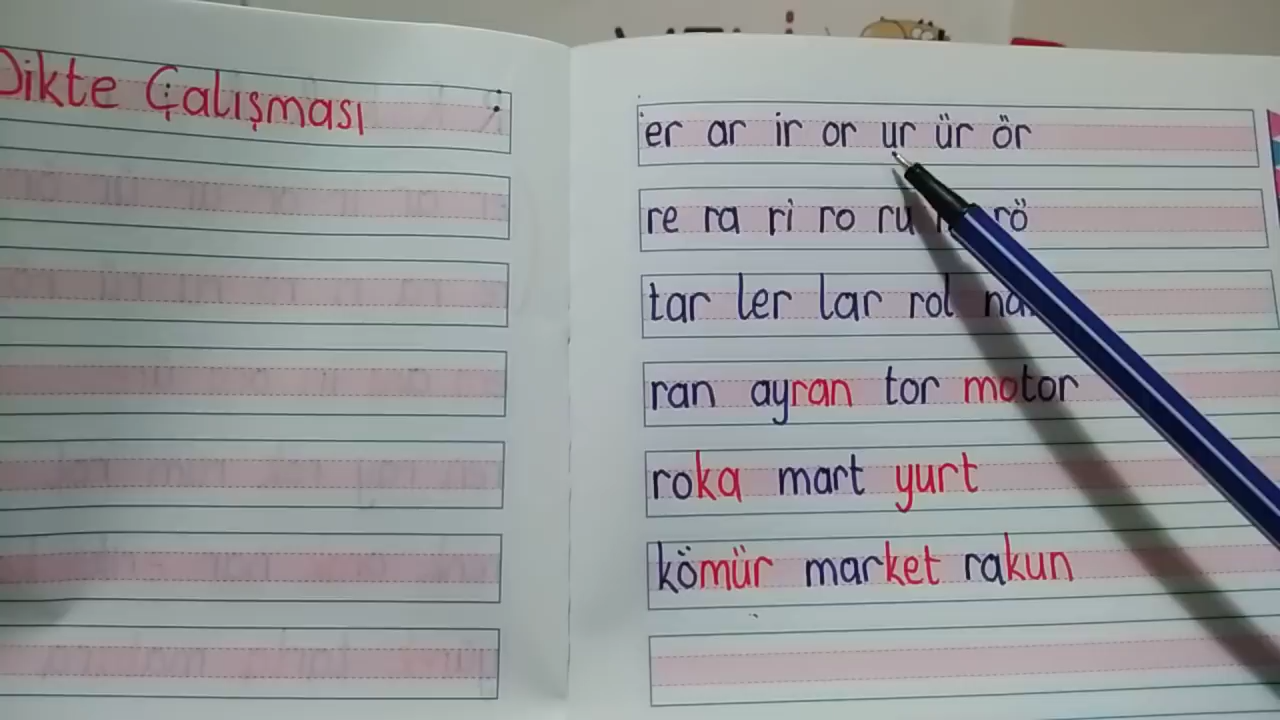 Dikte Çalışması
er ar ir or ur ür ör
re ra ri ro ru rö
tar ler lar rol
ran ayran tor motor
roka mart yurt
kömür market rakun